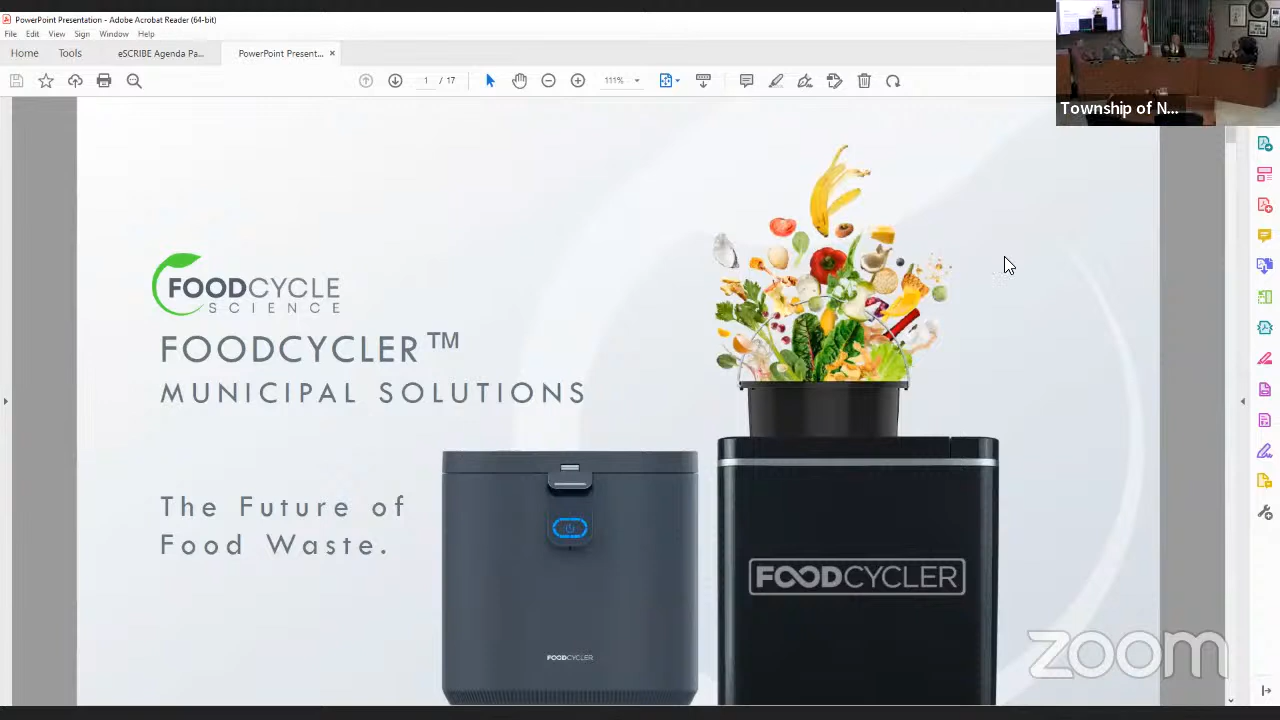 PowerPoint Presentation - Adobe Acrobat Reader (64-bit)
File Edit View Sign Window Help
Home Tools eSCRIBE Agenda Pa... PowerPoint Present... ×
1 / 17 111%
Township of N...
FOODCYCLE
SCIENCE
FOODCYCLER™
MUNICIPAL SOLUTIONS
The Future of
Food Waste.
FOODCYCLER
FOODCYCLER
zoom